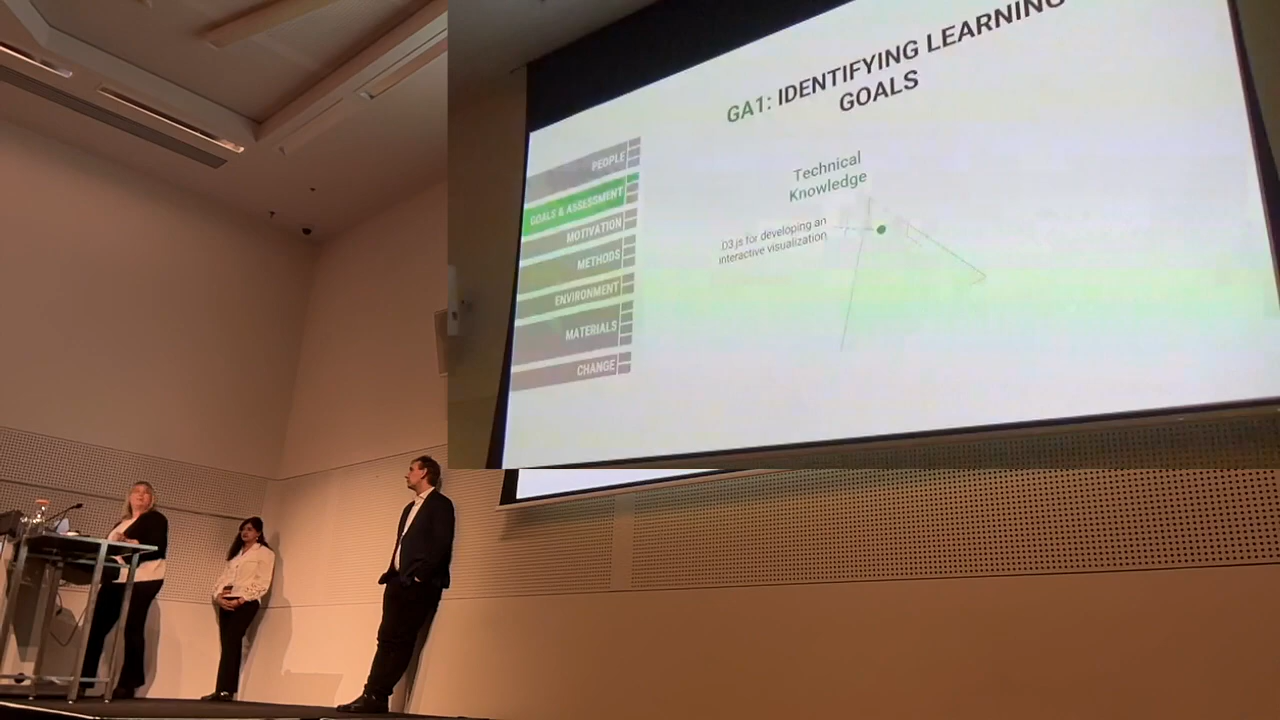 GA1: IDENTIFYING LEARNING
GOALS
PEOPLE
GOALS & ASSESSMENT
MOTIVATION
METHODS
ENVIRONMENT
MATERIALS
CHANGE
Technical
Knowledge
D3.js for developing an
interactive visualization